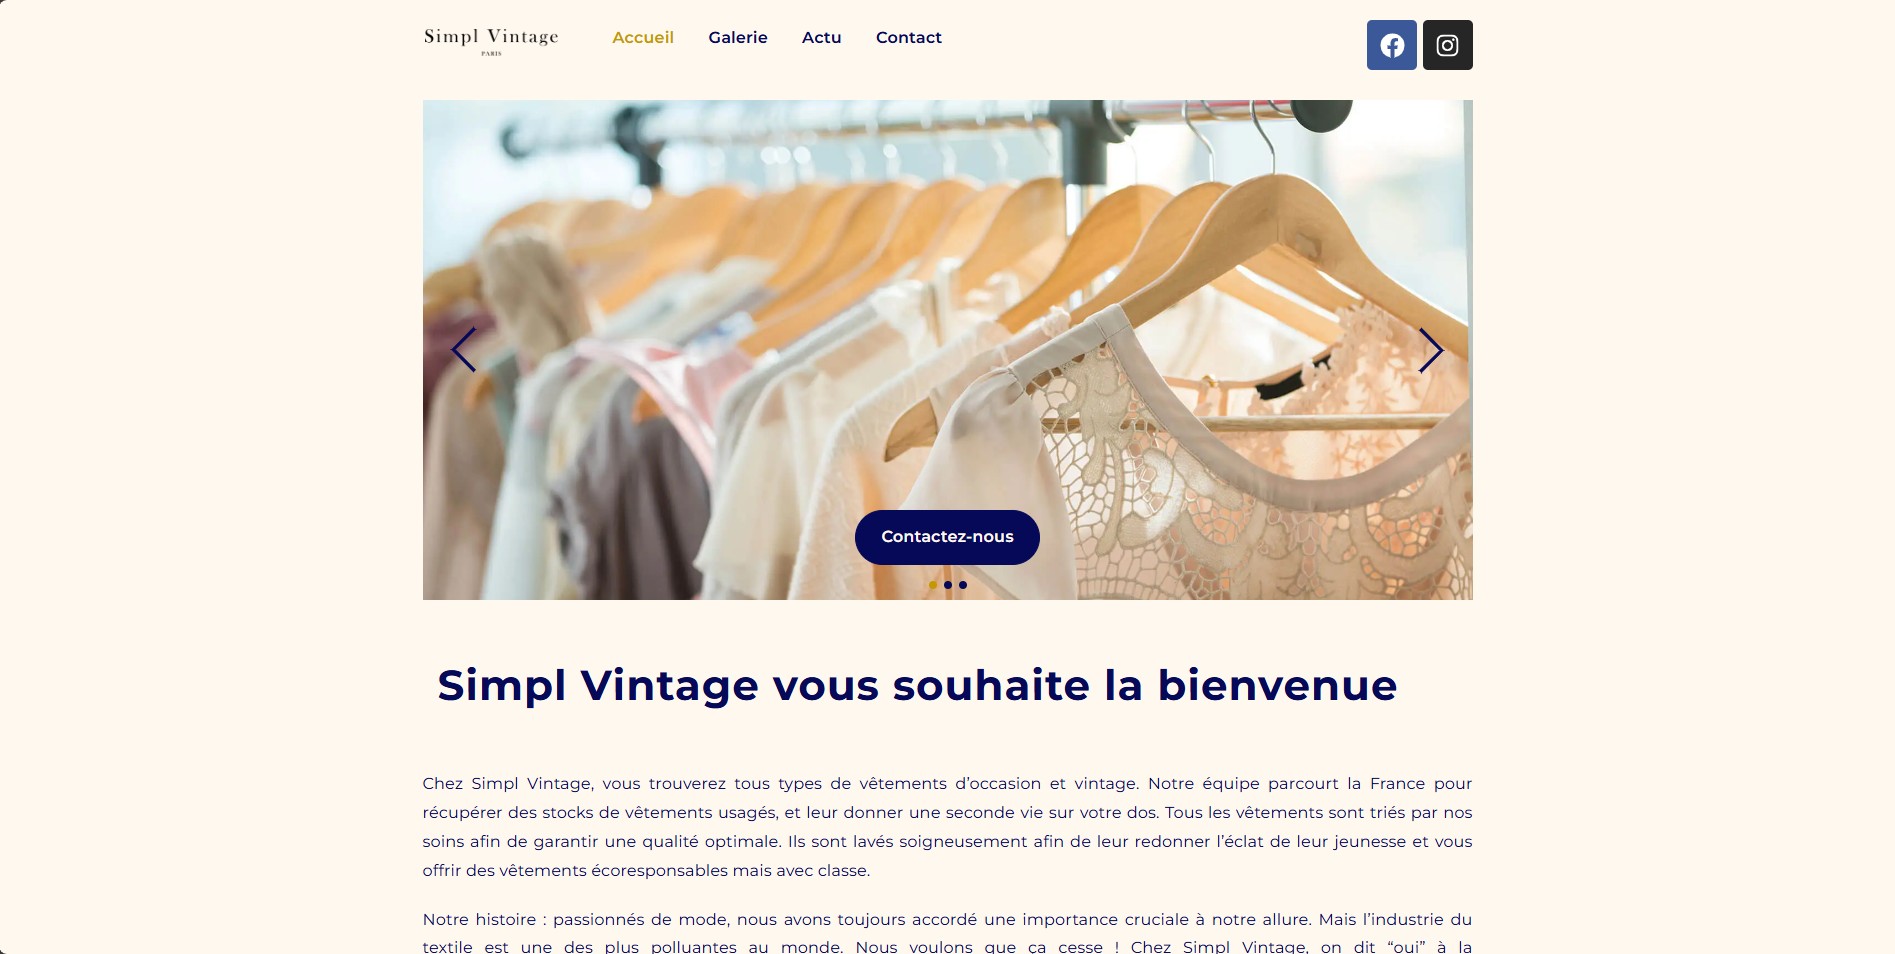 Simpl Vintage
PARIS
Accueil
Galerie
Actu
Contact
Contactez-nous
Simpl Vintage vous souhaite la bienvenue
Chez Simpl Vintage, vous trouverez tous types de vêtements d’occasion et vintage. Notre équipe parcourt la France pour
récupérer des stocks de vêtements usagés, et leur donner une seconde vie sur votre dos. Tous les vêtements sont triés par nos
soins afin de garantir une qualité optimale. Ils sont lavés soigneusement afin de leur redonner l’éclat de leur jeunesse et vous
offrir des vêtements écoresponsables mais avec classe.
Notre histoire : passionnés de mode, nous avons toujours accordé une importance cruciale à notre allure. Mais l’industrie du
textile est une des plus polluantes au monde. Nous voulons que ça cesse ! Chez Simpl Vintage, on dit “oui” à la